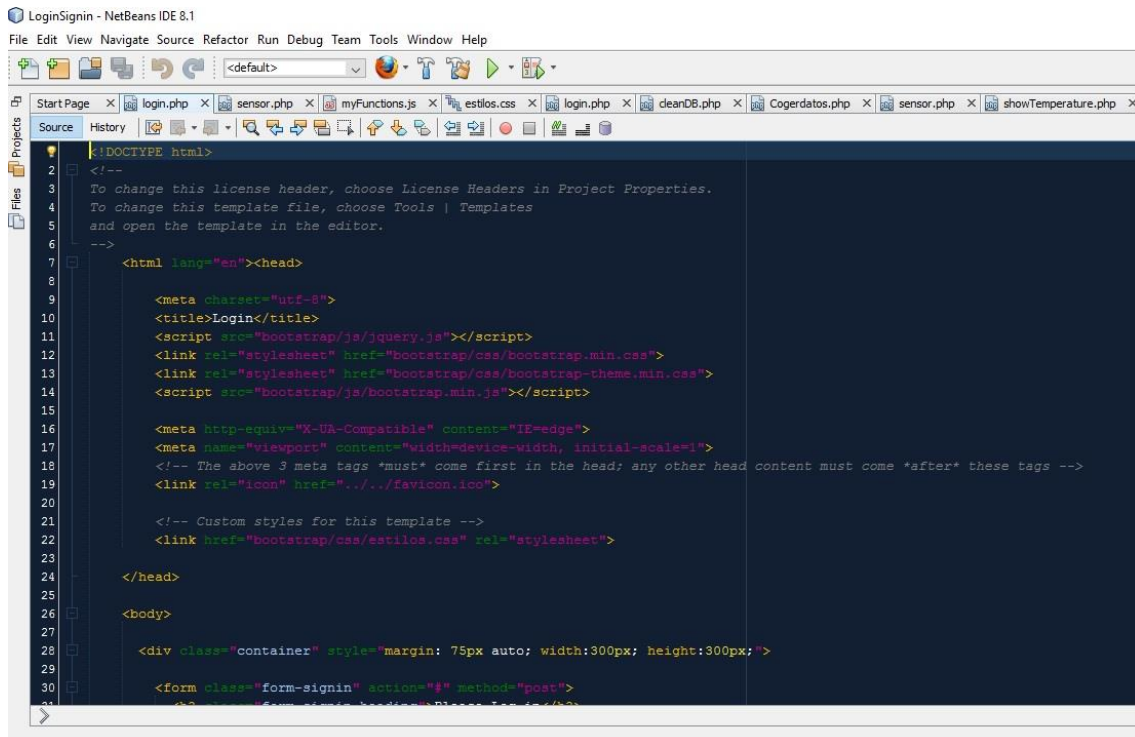 LoginSignin - NetBeans IDE 8.1
File Edit View Navigate Source Refactor Run Debug Team Tools Window Help
<default>
Start Page login.php sensor.php myFunctions.js estilos.css login.php cleanDB.php Cogerdatos.php sensor.php showTemperature.php
Projects
Files
Source History
<!DOCTYPE html>
2 <!--
3 To change this license header, choose License Headers in Project Properties.
4 To change this template file, choose Tools | Templates
5 and open the template in the editor.
6 -->
7 <html lang="en"><head>
8
9 <meta charset="utf-8">
10 <title>Login</title>
11 <script src="bootstrap/js/jquery.js"></script>
12 <link rel="stylesheet" href="bootstrap/css/bootstrap.min.css">
13 <link rel="stylesheet" href="bootstrap/css/bootstrap-theme.min.css">
14 <script src="bootstrap/js/bootstrap.min.js"></script>
15
16 <meta http-equiv="X-UA-Compatible" content="IE=edge">
17 <meta name="viewport" content="width=device-width, initial-scale=1">
18 <!-- The above 3 meta tags *must* come first in the head; any other head content must come *after* these tags -->
19 <link rel="icon" href="../../favicon.ico">
20
21 <!-- Custom styles for this template -->
22 <link href="bootstrap/css/estilos.css" rel="stylesheet">
23
24 </head>
25
26 <body>
27
28 <div class="container" style="margin: 75px auto; width:300px; height:300px;">
29
30 <form class="form-signin" action="#" method="post">
31 <h2 class="form-signin-heading">Please Log in</h2>